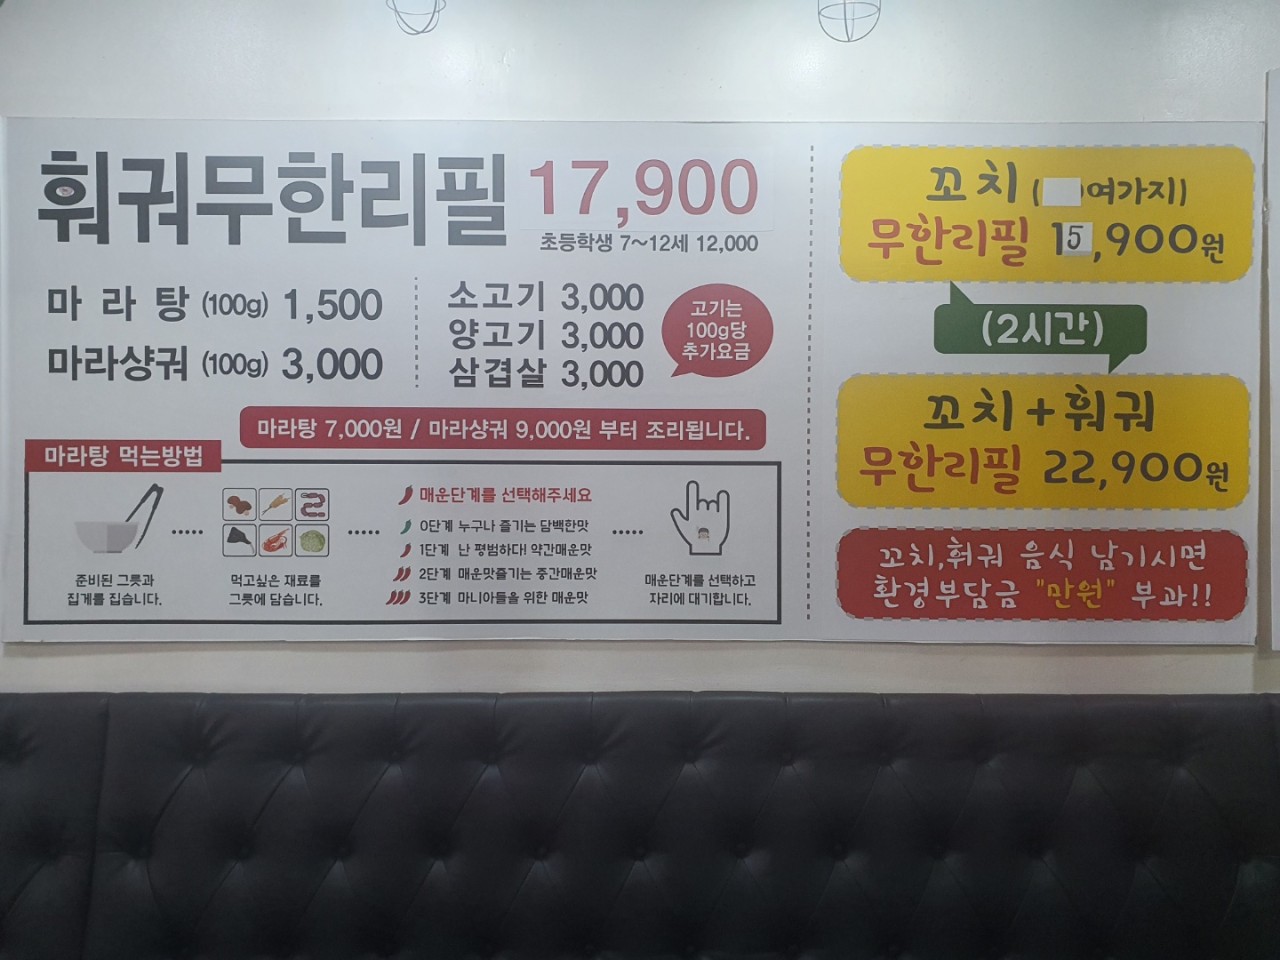 훠궈무한리필 17,900
초등학생 7~12세 12,000
마라탕 (100g) 1,500
마라샹궈 (100g) 3,000
소고기 3,000
양고기 3,000
삼겹살 3,000
고기는
100g당
추가요금
마라탕 7,000원 / 마라샹궈 9,000원 부터 조리됩니다.
마라탕 먹는방법
준비된 그릇과
집게를 집습니다.
먹고싶은 재료를
그릇에 담습니다.
매운단계를 선택해주세요
0단계 누구나 즐기는 담백한맛
1단계 난 평범하다! 약간매운맛
2단계 매운맛즐기는 중간매운맛
3단계 마니아들을 위한 매운맛
매운단계를 선택하고
자리에 대기합니다.
꼬치 ( 여가지)
무한리필 15,900원
(2시간)
꼬치+훠궈
무한리필 22,900원
꼬치,훠궈 음식 남기시면
환경부담금 "만원" 부과!!